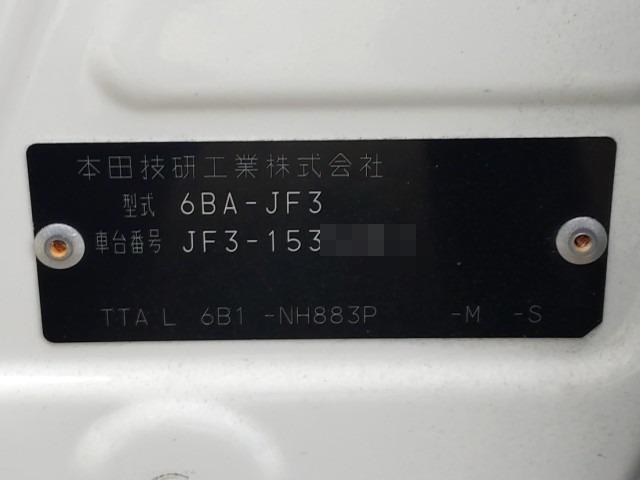 本田技研工業株式会社
型式 6BA-JF3
車台番号 JF3-153
TTA L 6B1 -NH883P -M -S